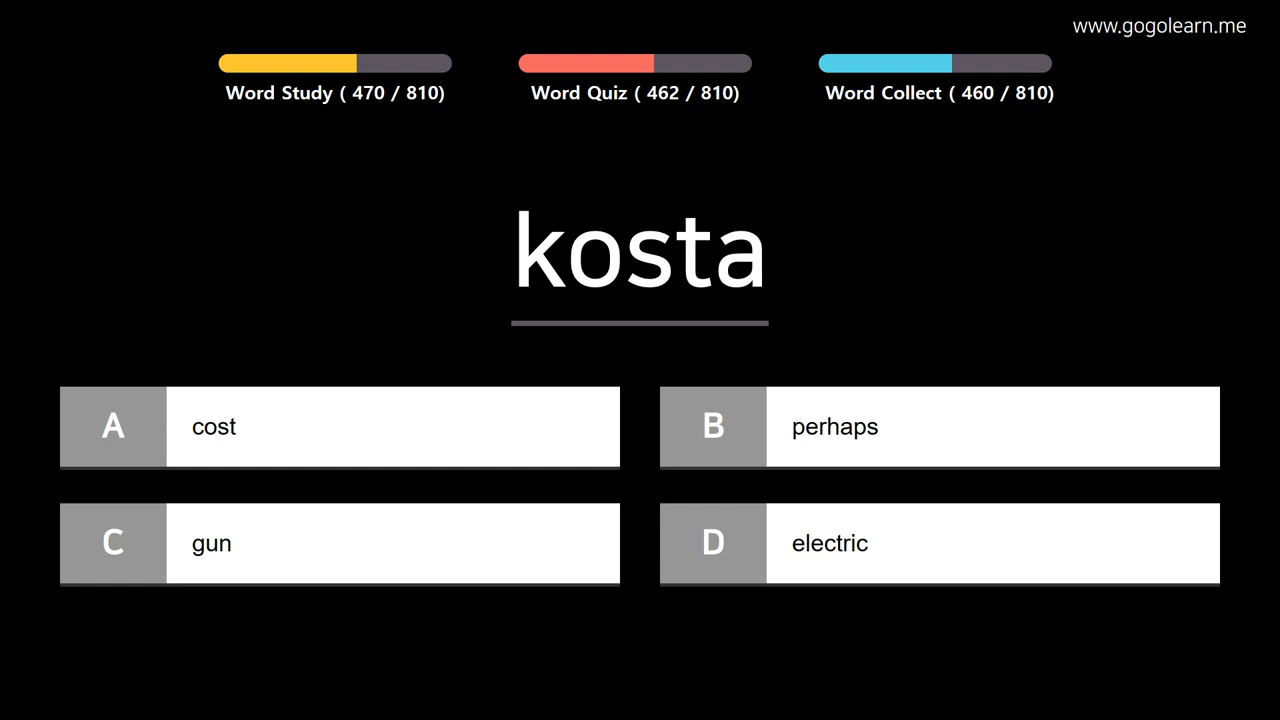 www.gogolearn.me
Word Study ( 470 / 810)
Word Quiz ( 462 / 810)
Word Collect ( 460 / 810)
kosta
A cost
B perhaps
C gun
D electric